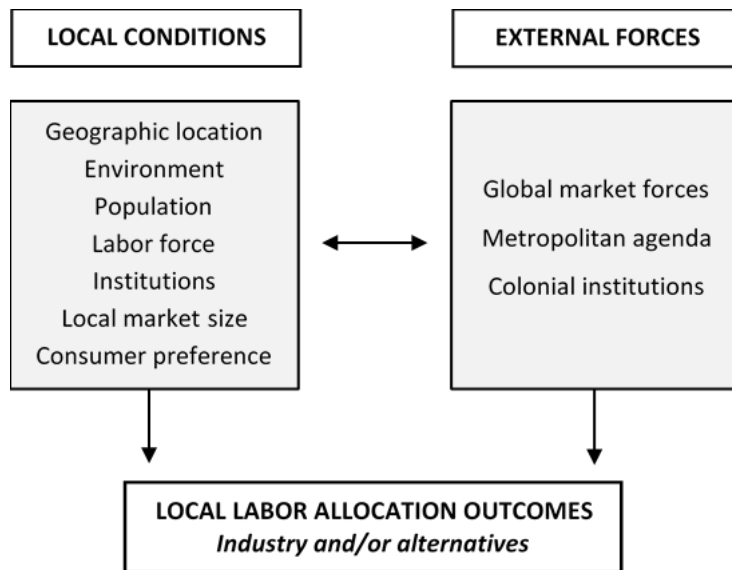 LOCAL CONDITIONS
Geographic location
Environment
Population
Labor force
Institutions
Local market size
Consumer preference
EXTERNAL FORCES
Global market forces
Metropolitan agenda
Colonial institutions
LOCAL LABOR ALLOCATION OUTCOMES
Industry and/or alternatives